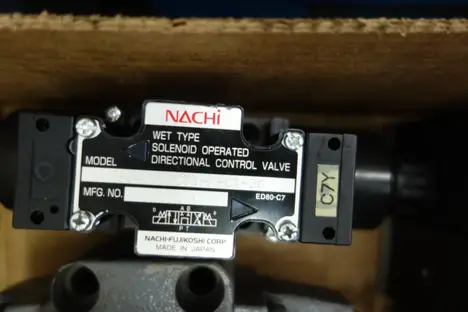 NACHi
WET TYPE
SOLENOID OPERATED
DIRECTIONAL CONTROL VALVE
MODEL
MFG. NO.
ED80-C7
C7Y
A B
P T
NACHI-FUJIKOSHI CORP.
MADE IN JAPAN